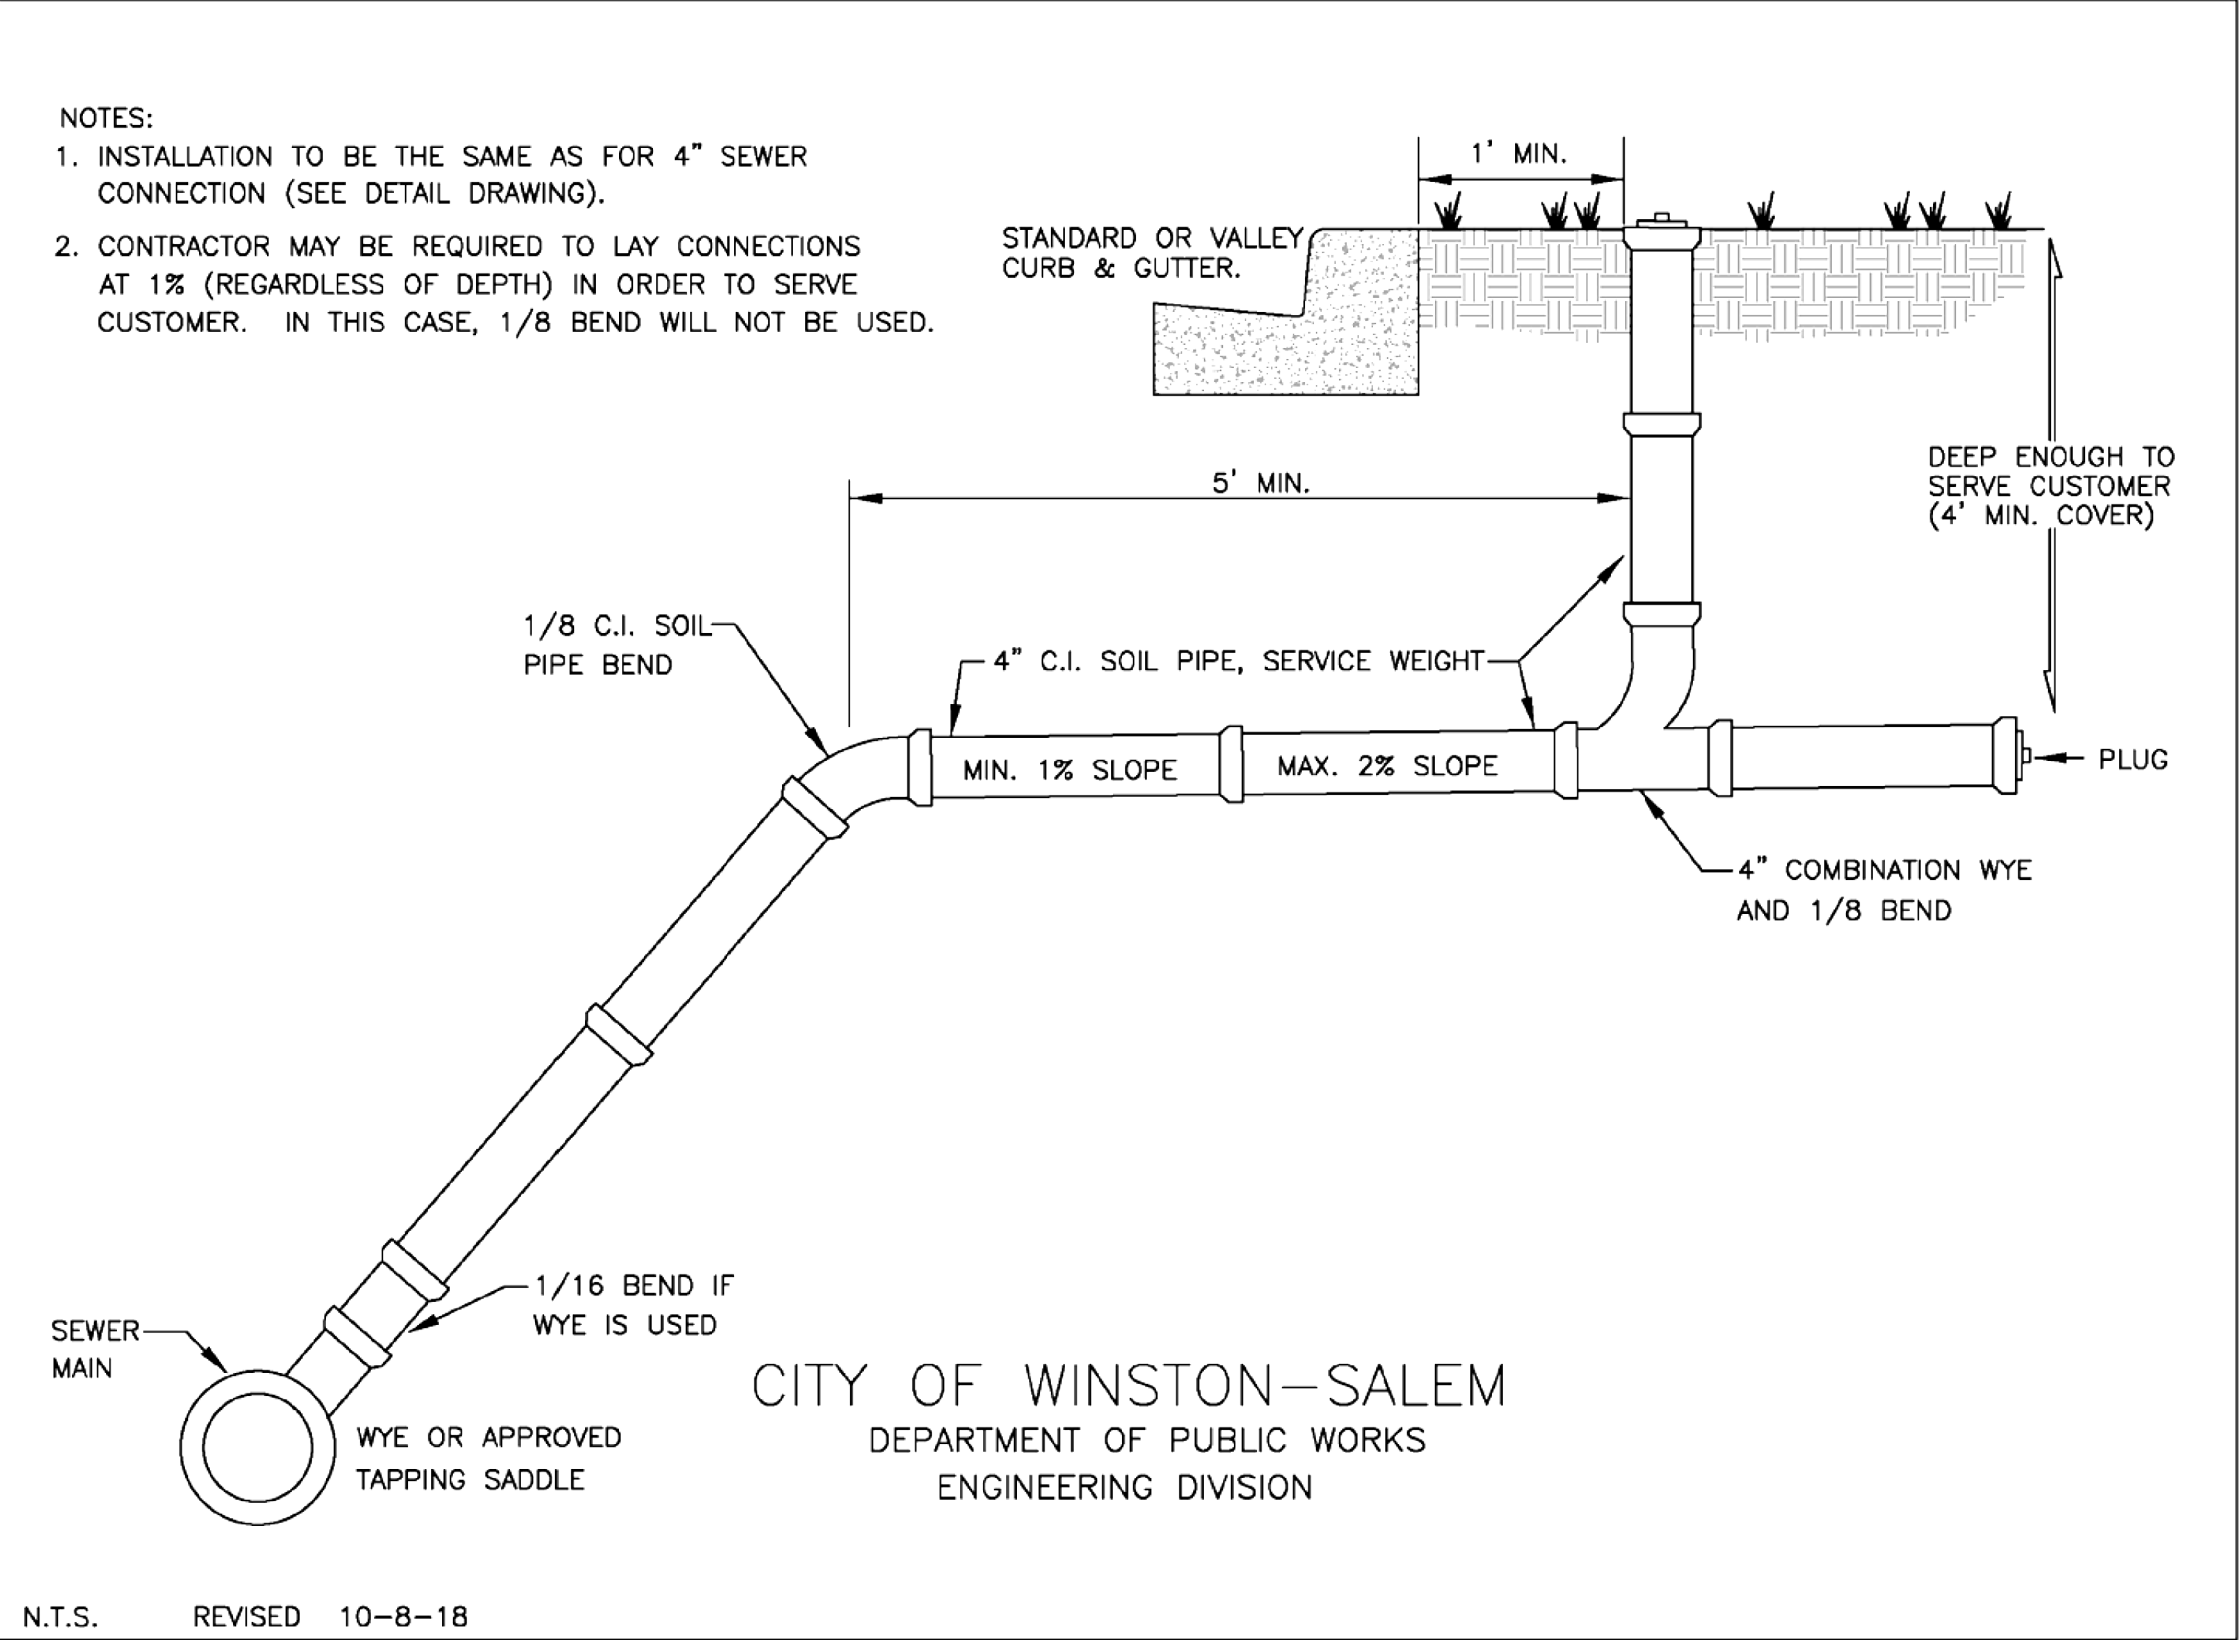 NOTES:
1. INSTALLATION TO BE THE SAME AS FOR 4" SEWER
CONNECTION (SEE DETAIL DRAWING).
2. CONTRACTOR MAY BE REQUIRED TO LAY CONNECTIONS
AT 1% (REGARDLESS OF DEPTH) IN ORDER TO SERVE
CUSTOMER. IN THIS CASE, 1/8 BEND WILL NOT BE USED.
1' MIN.
STANDARD OR VALLEY
CURB & GUTTER.
5' MIN.
DEEP ENOUGH TO
SERVE CUSTOMER
(4' MIN. COVER)
1/8 C.I. SOIL
PIPE BEND
4" C.I. SOIL PIPE, SERVICE WEIGHT
MIN. 1% SLOPE
MAX. 2% SLOPE
PLUG
4" COMBINATION WYE
AND 1/8 BEND
1/16 BEND IF
WYE IS USED
SEWER
MAIN
WYE OR APPROVED
TAPPING SADDLE
CITY OF WINSTON-SALEM
DEPARTMENT OF PUBLIC WORKS
ENGINEERING DIVISION
N.T.S. REVISED 10-8-18